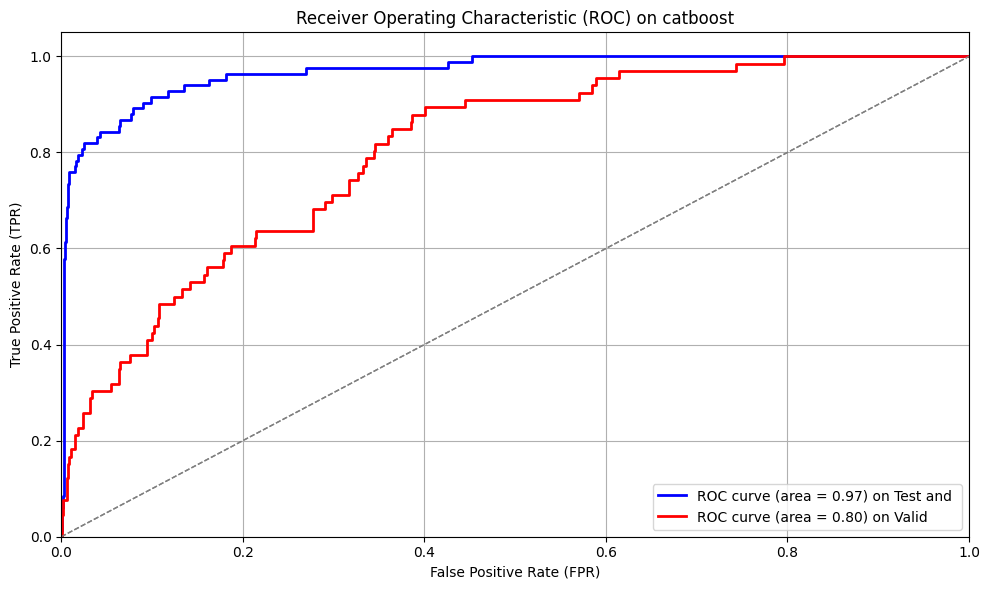 Receiver Operating Characteristic (ROC) on catboost
True Positive Rate (TPR)
1.0
0.8
0.6
0.4
0.2
0.0
0.0 0.2 0.4 0.6 0.8 1.0
False Positive Rate (FPR)
ROC curve (area = 0.97) on Test and
ROC curve (area = 0.80) on Valid